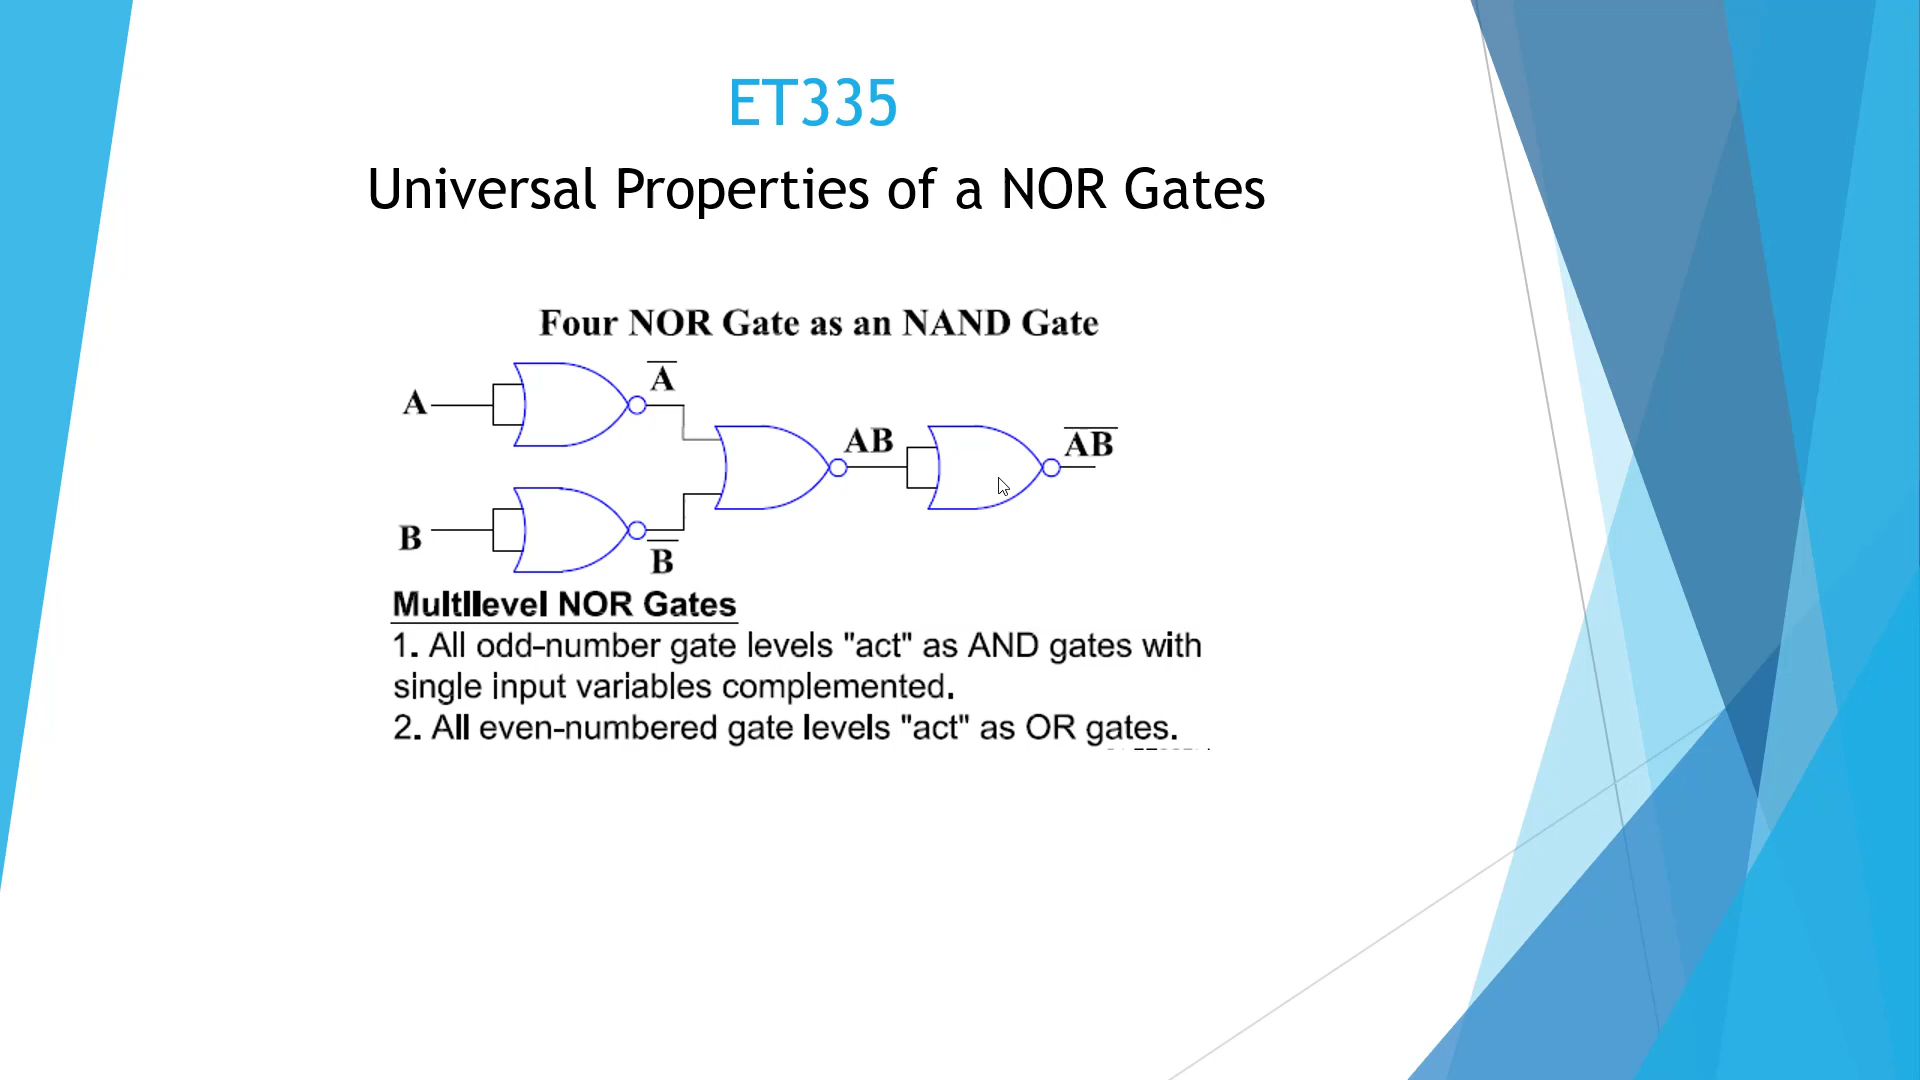 ET335
Universal Properties of a NOR Gates
Four NOR Gate as an NAND Gate
A
A̅
AB
A̅B̅
B
B̅
Multilevel NOR Gates
1. All odd-number gate levels "act" as AND gates with
single input variables complemented.
2. All even-numbered gate levels "act" as OR gates.